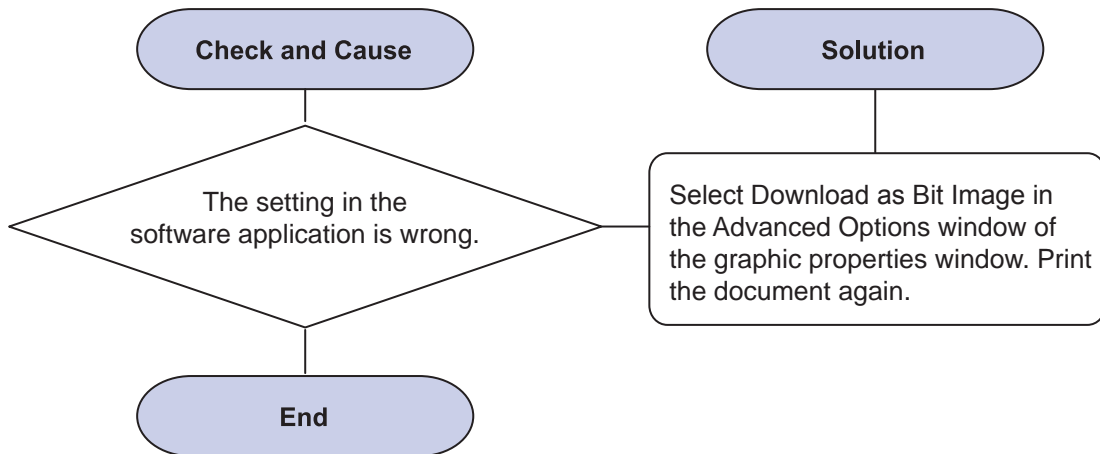 Check and Cause
Solution
The setting in the
software application is wrong.
Select Download as Bit Image in
the Advanced Options window of
the graphic properties window. Print
the document again.
End